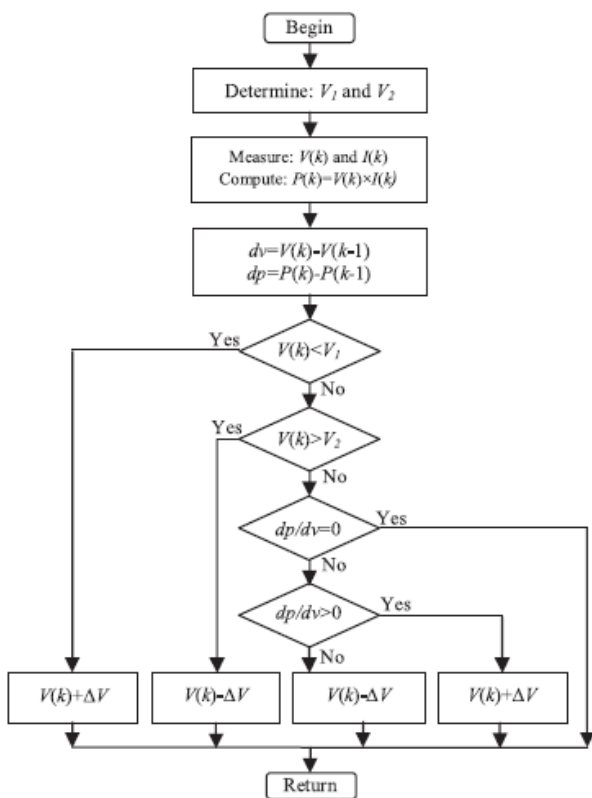 Begin
Determine: V₁ and V₂
Measure: V(k) and I(k)
Compute: P(k)=V(k)×I(k)
dv=V(k)-V(k-1)
dp=P(k)-P(k-1)
Yes
V(k)<V₁
No
Yes
V(k)>V₂
No
dp/dv=0
Yes
No
dp/dv>0
Yes
No
V(k)+ΔV
V(k)-ΔV
V(k)-ΔV
V(k)+ΔV
Return